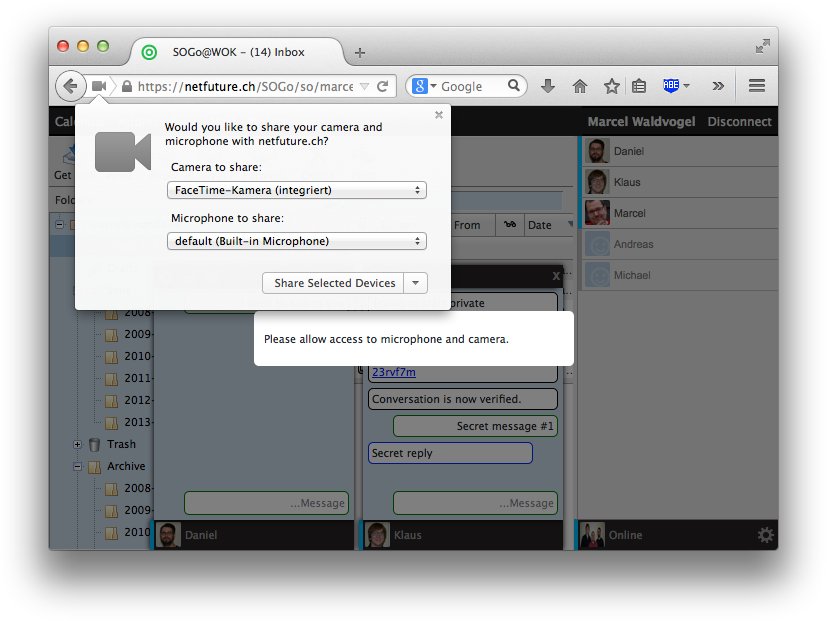 SOGo@WOK – (14) Inbox
https://netfuture.ch/SOGo/so/marce
Google
ABE
Would you like to share your camera and
microphone with netfuture.ch?
Camera to share:
FaceTime-Kamera (integriert)
Microphone to share:
default (Built-in Microphone)
Share Selected Devices
Marcel Waldvogel Disconnect
Daniel
Klaus
Marcel
Andreas
Michael
Get
From
Date
private
Please allow access to microphone and camera.
23rvf7m
Conversation is now verified.
Secret message #1
Secret reply
2008-
2009-
2010-
2011-
2012-
2013-
Trash
Archive
2008-
2009-
2010
...Message
...Message
Daniel
Klaus
Online